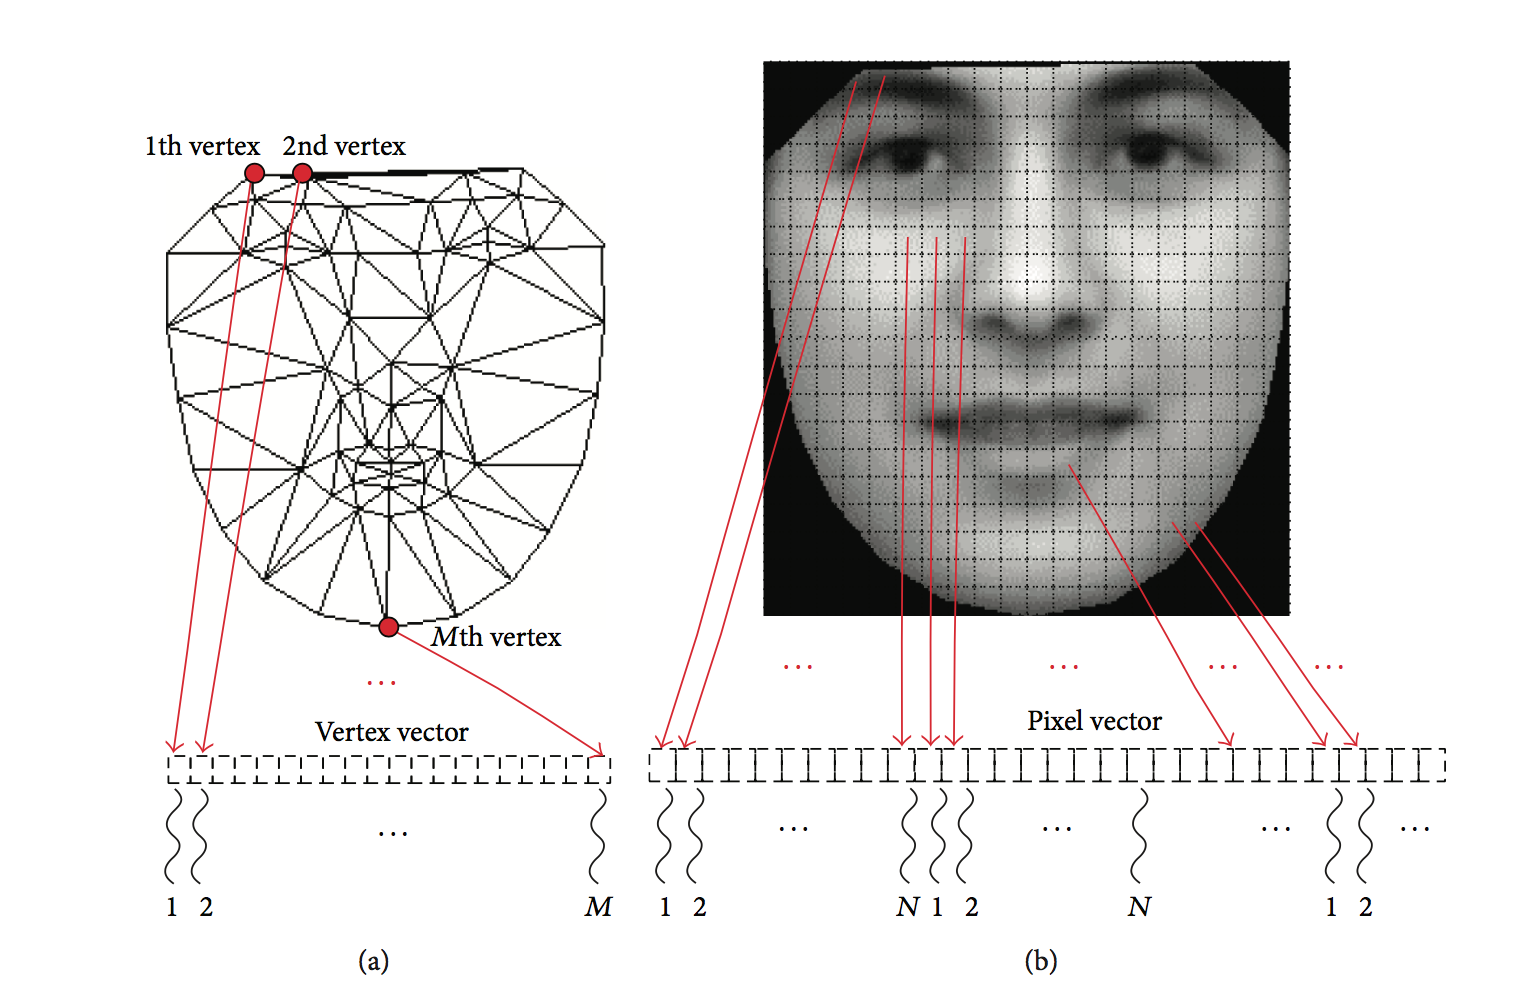 1th vertex 2nd vertex
Mth vertex
...
... ... ... ...
Vertex vector
Pixel vector
... ... ... ... ...
1 2 M 1 2 N 1 2 N 1 2
(a) (b)